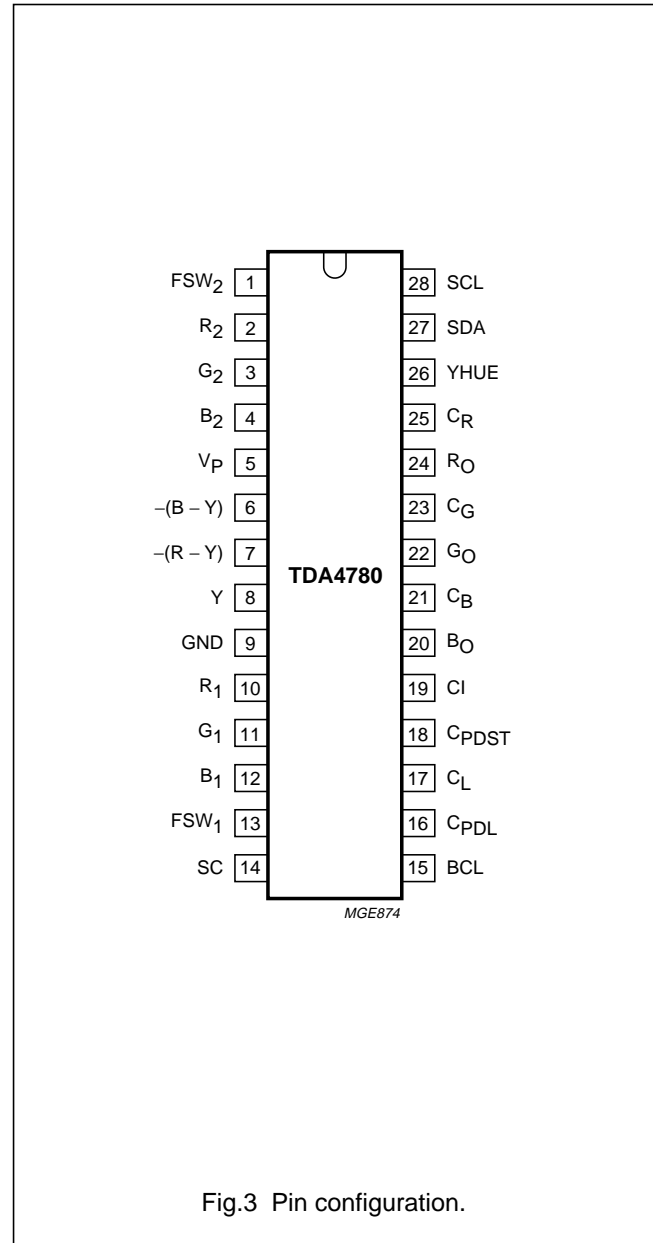 FSW2 1 28 SCL
R2 2 27 SDA
G2 3 26 YHUE
B2 4 25 CR
VP 5 24 RO
−(B − Y) 6 23 CG
−(R − Y) 7 22 GO
TDA4780
Y 8 21 CB
GND 9 20 BO
R1 10 19 CI
G1 11 18 CPDST
B1 12 17 CL
FSW1 13 16 CPDL
SC 14 15 BCL
MGE874
Fig.3 Pin configuration.